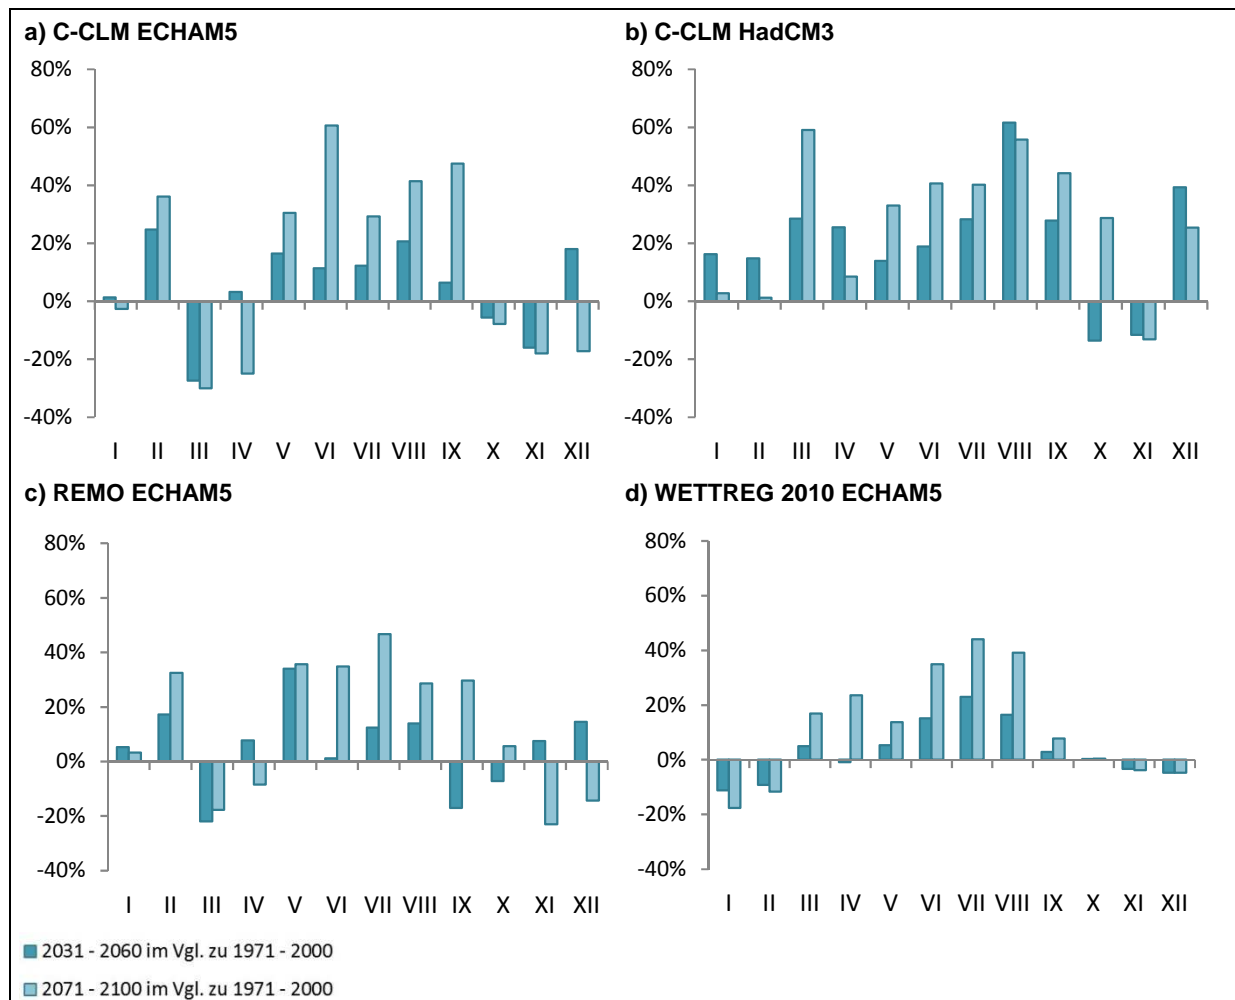 a) C-CLM ECHAM5
80%
60%
40%
20%
0%
-20%
-40%
I II III IV V VI VII VIII IX X XI XII
b) C-CLM HadCM3
80%
60%
40%
20%
0%
-20%
-40%
I II III IV V VI VII VIII IX X XI XII
c) REMO ECHAM5
80%
60%
40%
20%
0%
-20%
-40%
I II III IV V VI VII VIII IX X XI XII
d) WETTREG 2010 ECHAM5
80%
60%
40%
20%
0%
-20%
-40%
I II III IV V VI VII VIII IX X XI XII
2031 - 2060 im Vgl. zu 1971 - 2000
2071 - 2100 im Vgl. zu 1971 - 2000